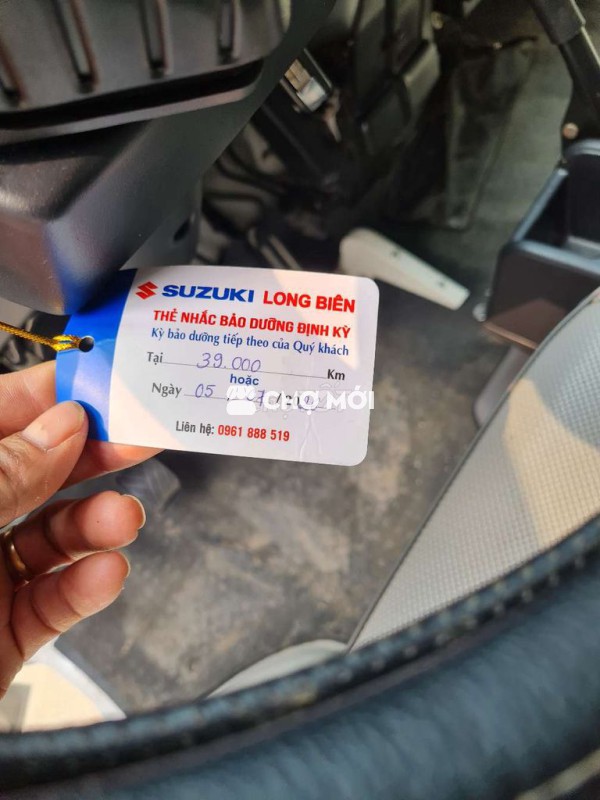 SUZUKI LONG BIÊN
THẺ NHẮC BẢO DƯỠNG ĐỊNH KỲ
Kỳ bảo dưỡng tiếp theo của Quý khách
Tại 39.000 Km
hoặc
Ngày 05 /20
CHỢ MỚI
Liên hệ: 0961 888 519